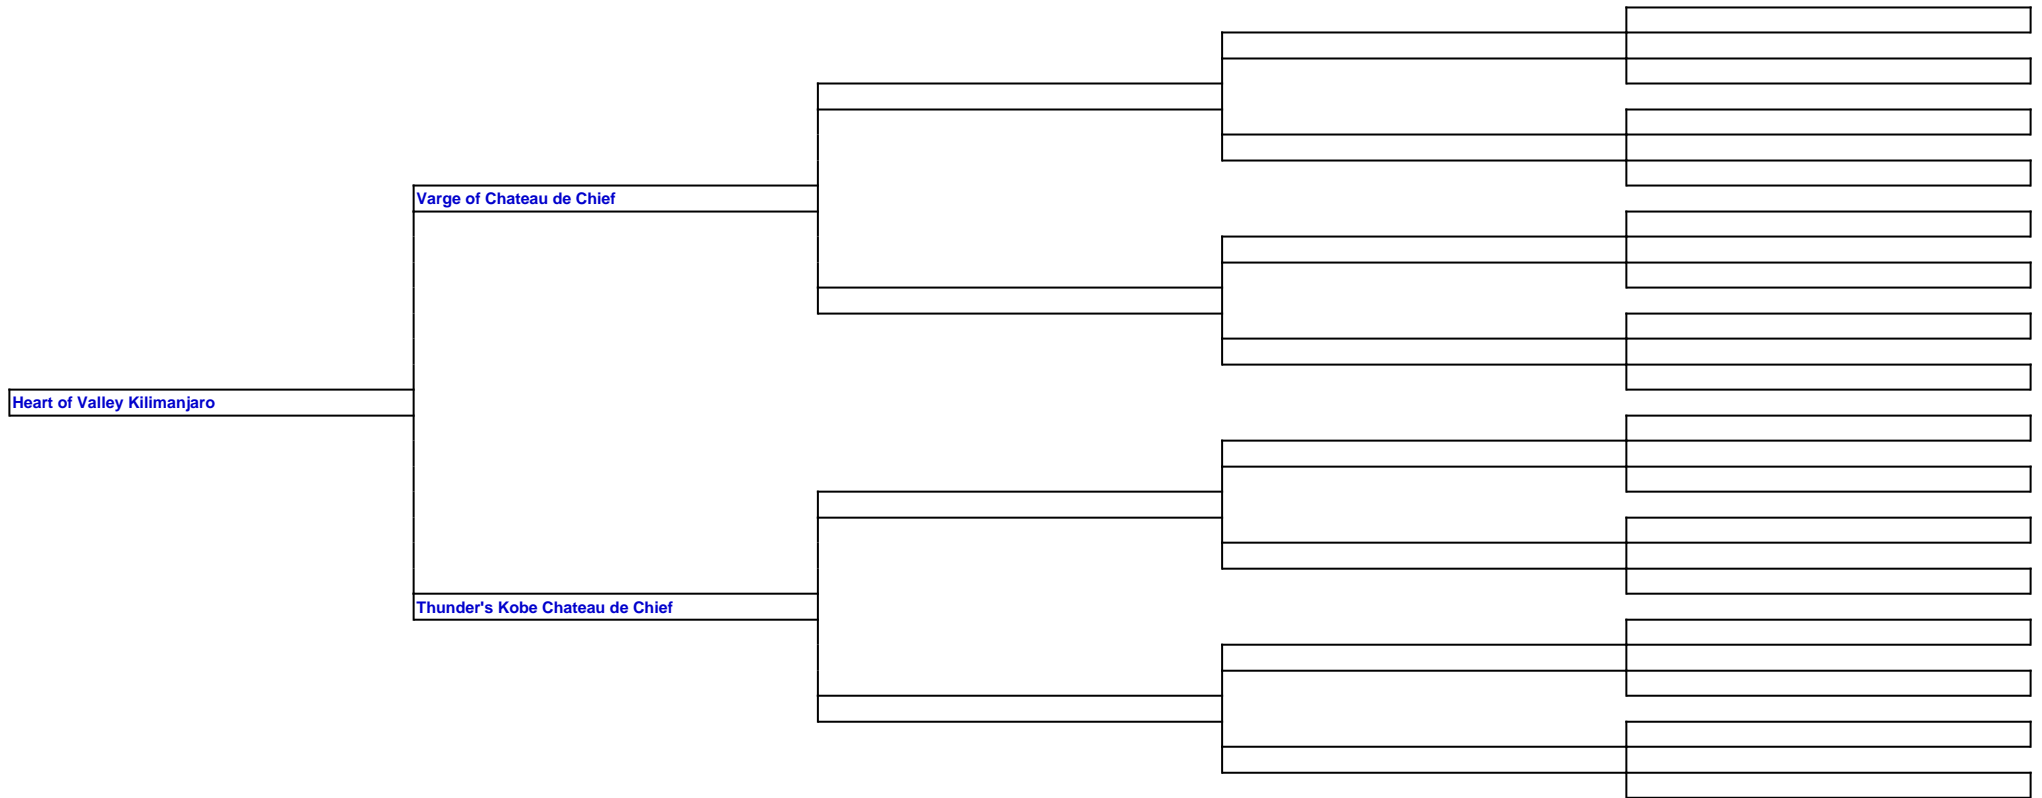 Varge of Chateau de Chief
Heart of Valley Kilimanjaro
Thunder's Kobe Chateau de Chief